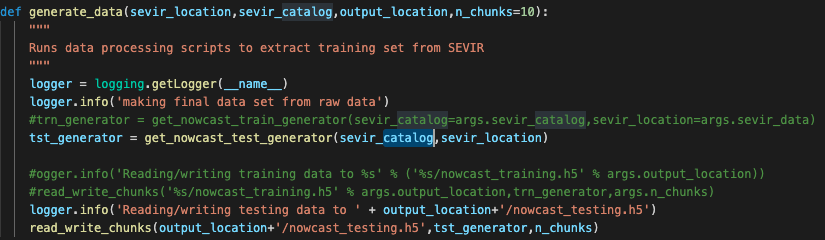 def generate_data(sevir_location,sevir_catalog,output_location,n_chunks=10):
    """
    Runs data processing scripts to extract training set from SEVIR
    """
    logger = logging.getLogger(__name__)
    logger.info('making final data set from raw data')
    #trn_generator = get_nowcast_train_generator(sevir_catalog=args.sevir_catalog,sevir_location=args.sevir_data)
    tst_generator = get_nowcast_test_generator(sevir_catalog,sevir_location)

    #ogger.info('Reading/writing training data to %s' % ('%s/nowcast_training.h5' % args.output_location))
    #read_write_chunks('%s/nowcast_training.h5' % args.output_location,trn_generator,args.n_chunks)
    logger.info('Reading/writing testing data to ' + output_location+'/nowcast_testing.h5')
    read_write_chunks(output_location+'/nowcast_testing.h5',tst_generator,n_chunks)